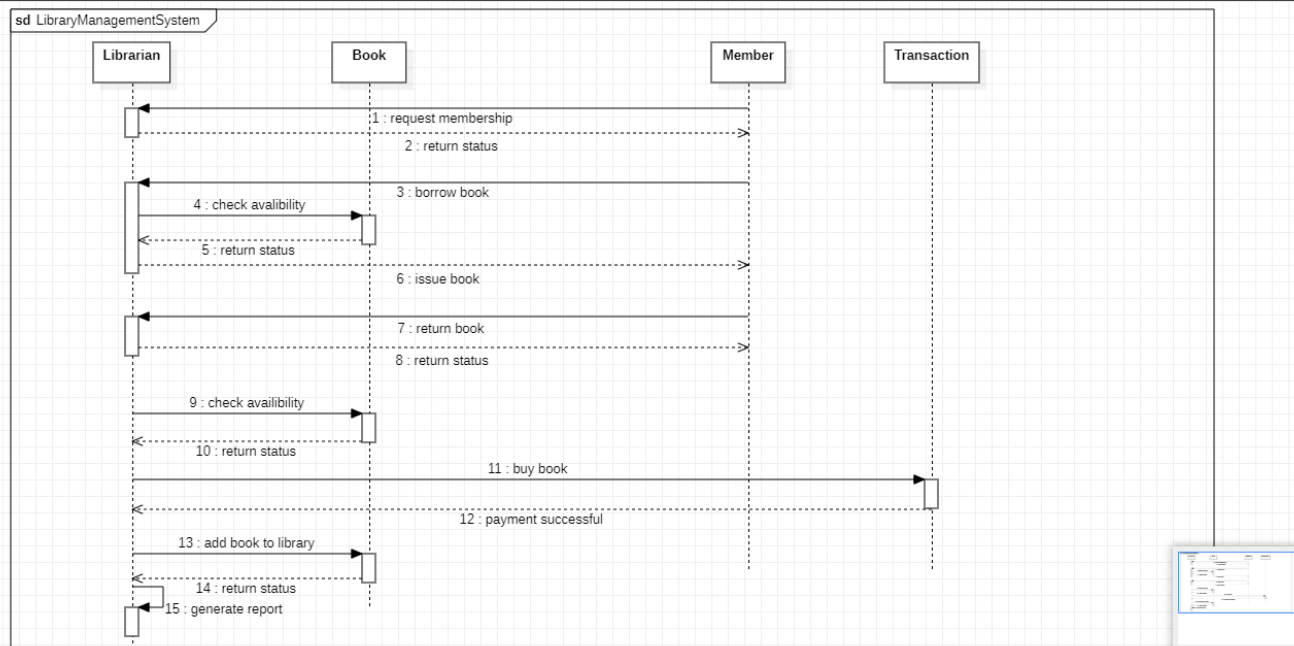 sd LibraryManagementSystem
Librarian
Book
Member
Transaction
1 : request membership
2 : return status
3 : borrow book
4 : check avalibility
5 : return status
6 : issue book
7 : return book
8 : return status
9 : check availibility
10 : return status
11 : buy book
12 : payment successful
13 : add book to library
14 : return status
15 : generate report